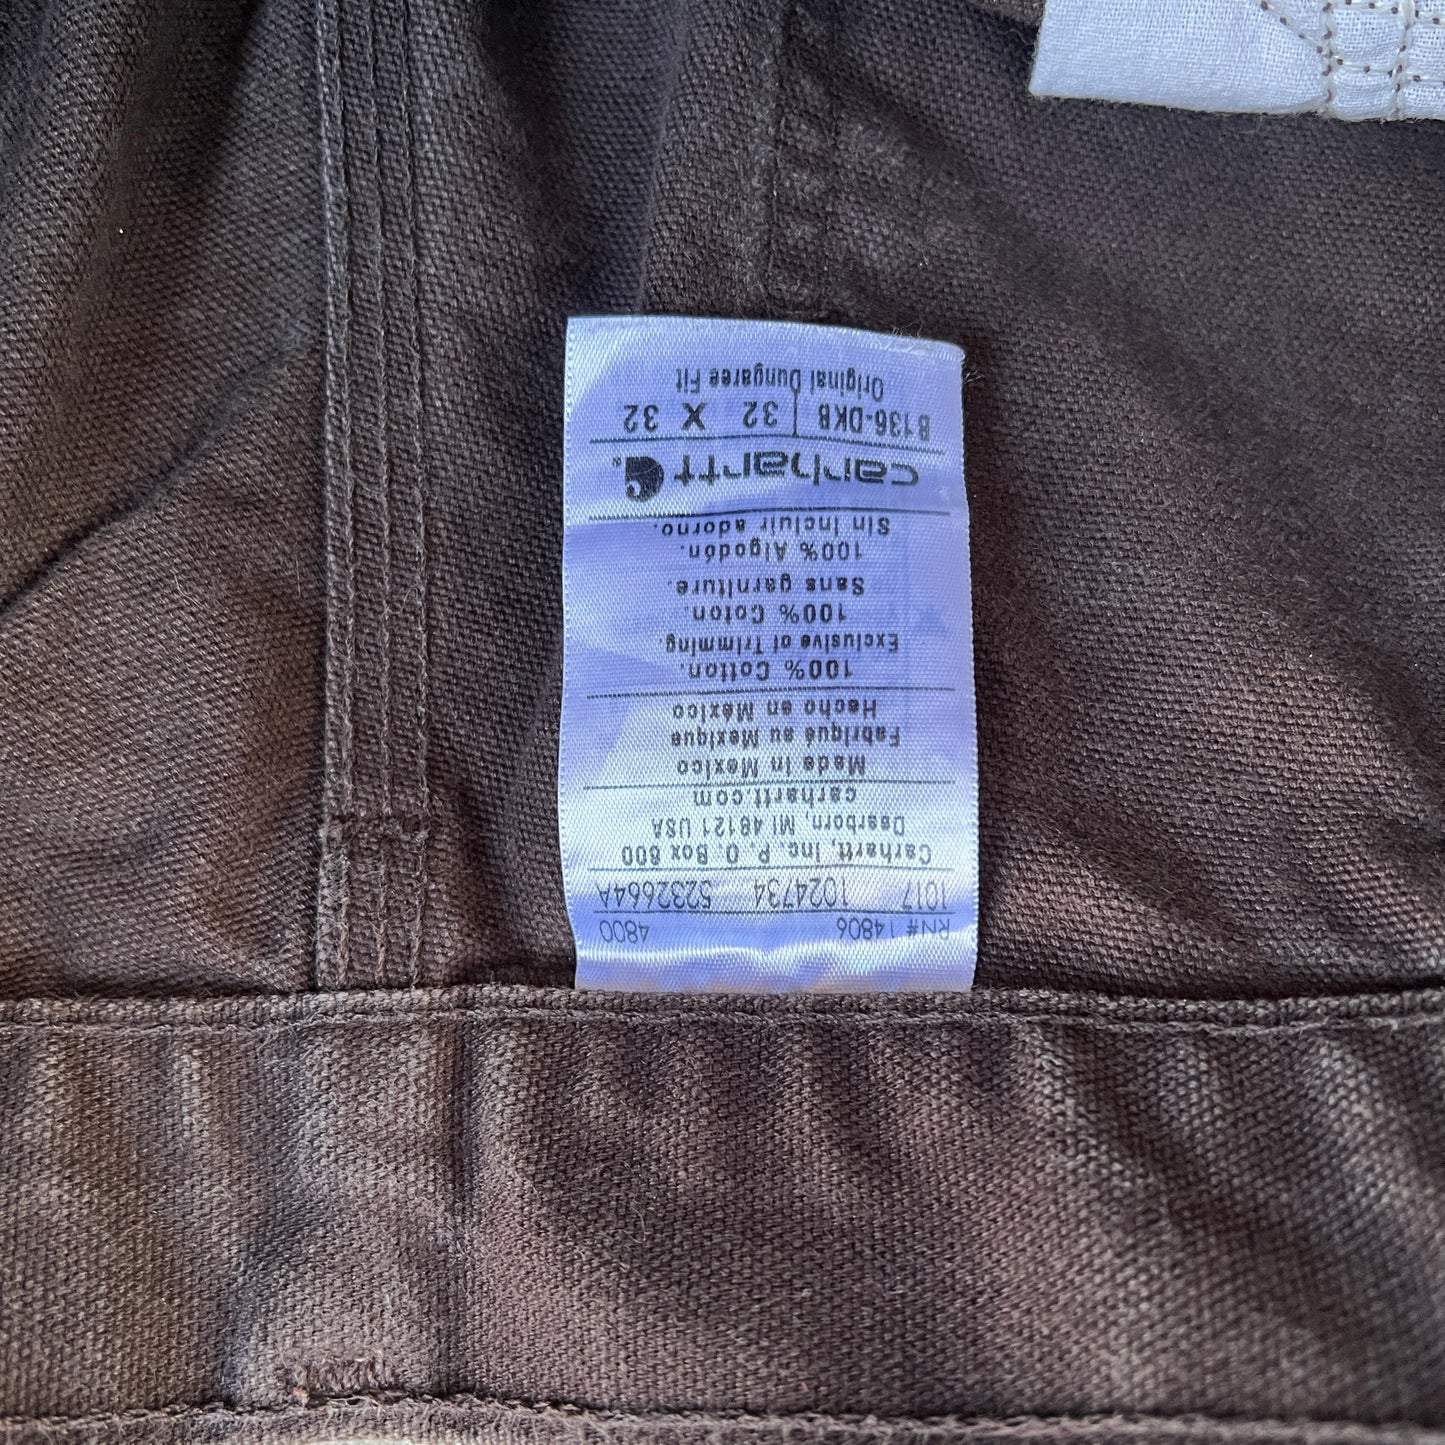 Original Dungaree Fit
B136-DKB 32 X 32
carhartt
Sin incluir adorno.
100% Algodón.
Sans garniture.
100% Coton.
Exclusive of Trimming.
100% Cotton.
Hecho en México
Fabriqué au Mexique
Made in Mexico
carhartt.com
Dearborn, MI 48121 USA
Carhartt, Inc. P. O. Box 600
1017 1024734 5232664A
RN# 14806 4800